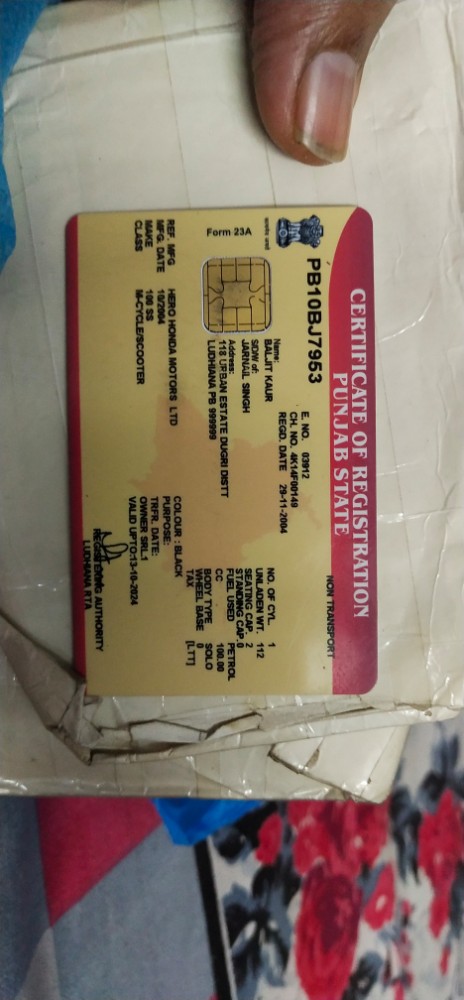 CERTIFICATE OF REGISTRATION
PUNJAB STATE
NON TRANSPORT
PB10BJ7953
Form 23A
E. NO. 03912
CH. NO. 4K14F00149
REGD. DATE 29-11-2004
Name:
BALJIT KAUR
S/D/W of:
JARNAIL SINGH
Address:
118 URBAN ESTATE DUGRI DISTT
LUDHIANA PB 999999
NO. OF CYL. 1
UNLADEN WT. 112
SEATING CAP. 2
STANDING CAP. 0
FUEL USED PETROL
CC 100.00
BODY TYPE SOLO
WHEEL BASE 0
TAX [LTT]
REF. MFG HERO HONDA MOTORS LTD
MFG. DATE 10/2004
MAKE 100 SS
CLASS M-CYCLE/SCOOTER
COLOUR : BLACK
PURPOSE:
TRFR. DATE:
OWNER SRL.1
VALID UPTO:13-10-2024
REGISTERING AUTHORITY
LUDHIANA RTA